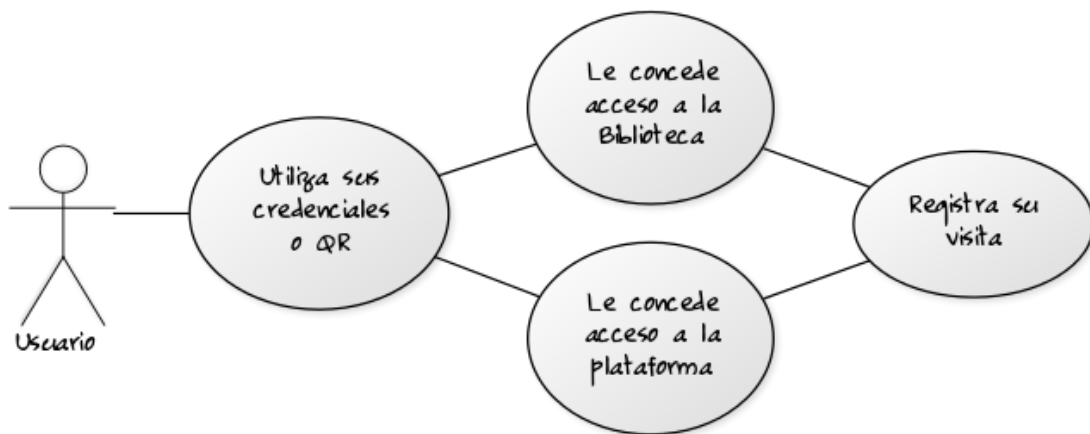 Usuario
Utiliza sus
credenciales
o QR
Le concede
acceso a la
Biblioteca
Le concede
acceso a la
plataforma
Registra su
visita